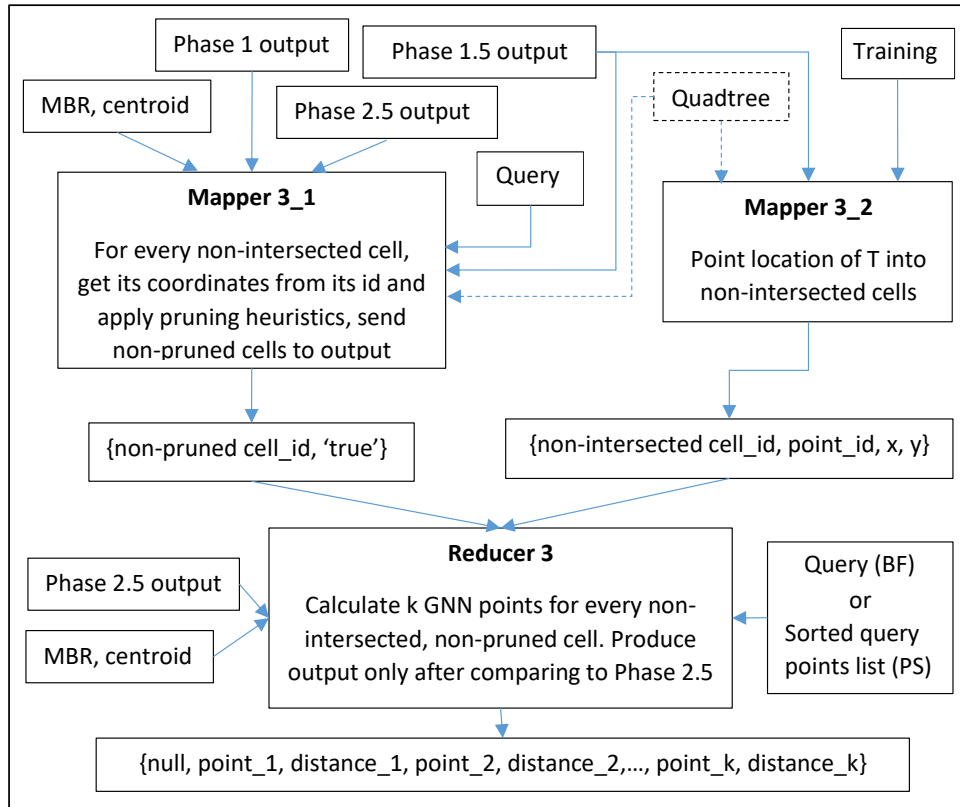 Phase 1 output
Phase 1.5 output
Training
MBR, centroid
Phase 2.5 output
Quadtree
Query
Mapper 3_1
For every non-intersected cell,
get its coordinates from its id and
apply pruning heuristics, send
non-pruned cells to output
Mapper 3_2
Point location of T into
non-intersected cells
{non-pruned cell_id, ‘true’}
{non-intersected cell_id, point_id, x, y}
Phase 2.5 output
MBR, centroid
Reducer 3
Calculate k GNN points for every non-
intersected, non-pruned cell. Produce
output only after comparing to Phase 2.5
Query (BF)
or
Sorted query
points list (PS)
{null, point_1, distance_1, point_2, distance_2,..., point_k, distance_k}